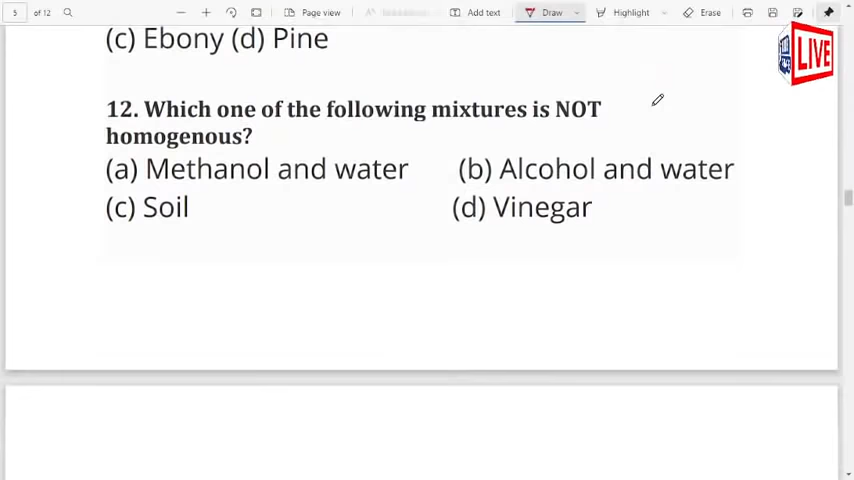 5 of 12 Page view Add text Draw Highlight Erase
LIVE
(c) Ebony (d) Pine
12. Which one of the following mixtures is NOT
homogenous?
(a) Methanol and water (b) Alcohol and water
(c) Soil (d) Vinegar